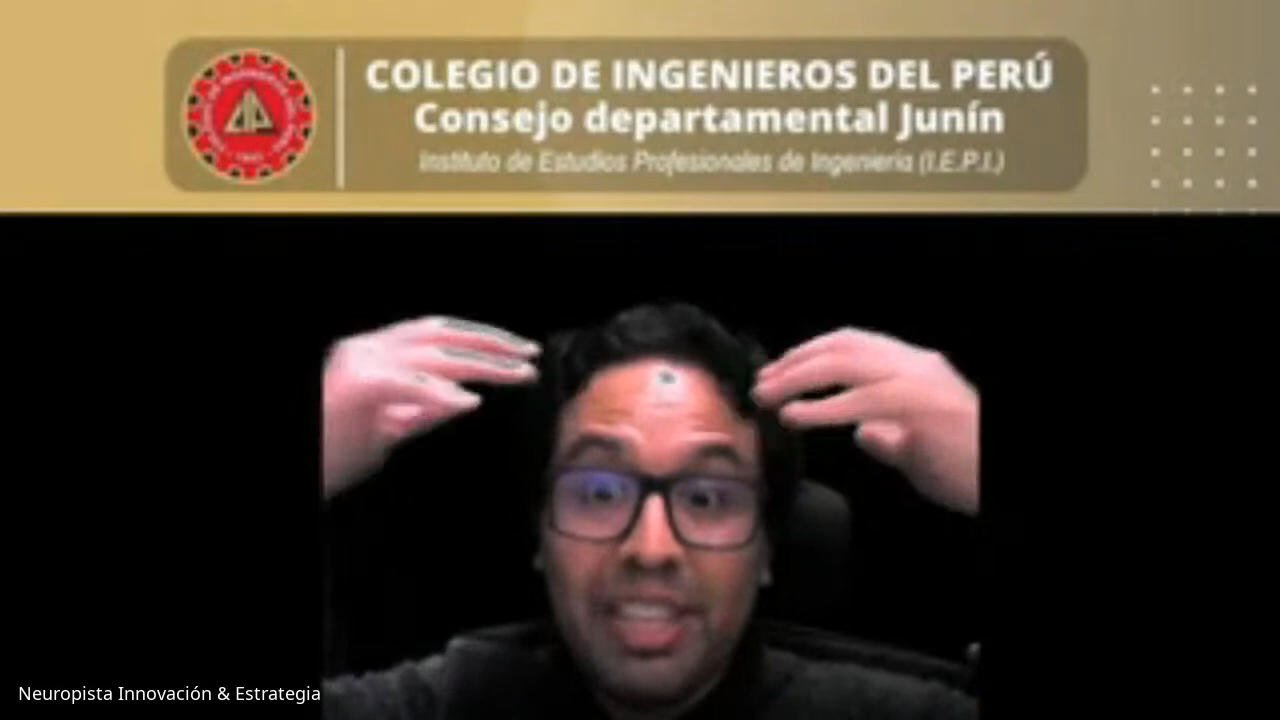 COLEGIO DE INGENIEROS DEL PERÚ
Consejo departamental Junín
Instituto de Estudios Profesionales de Ingeniería (I.E.P.I.)
Neuropista Innovación & Estrategia